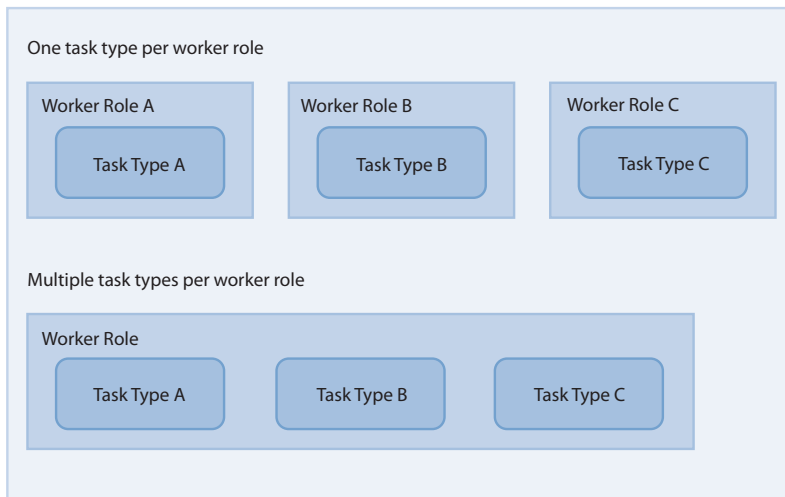 One task type per worker role
Worker Role A
Worker Role B
Worker Role C
Task Type A
Task Type B
Task Type C
Multiple task types per worker role
Worker Role
Task Type A
Task Type B
Task Type C